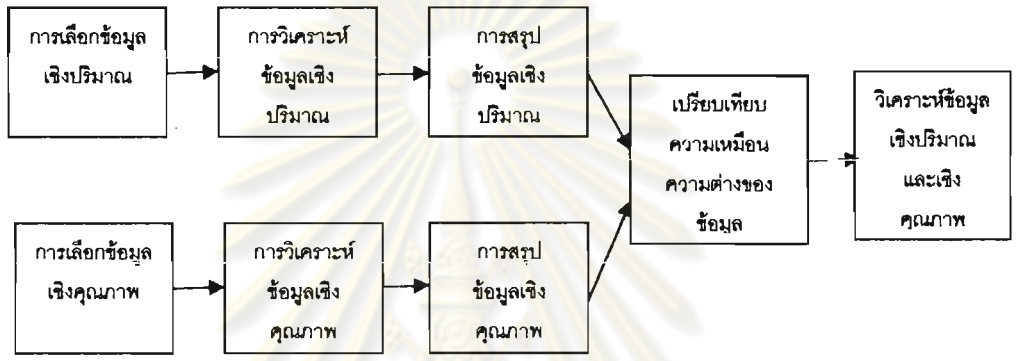 การเลือกข้อมูล
เชิงปริมาณ
การวิเคราะห์
ข้อมูลเชิง
ปริมาณ
การสรุป
ข้อมูลเชิง
ปริมาณ
เปรียบเทียบ
ความเหมือน
ความต่างของ
ข้อมูล
วิเคราะห์ข้อมูล
เชิงปริมาณ
และเชิง
คุณภาพ
การเลือกข้อมูล
เชิงคุณภาพ
การวิเคราะห์
ข้อมูลเชิง
คุณภาพ
การสรุป
ข้อมูลเชิง
คุณภาพ